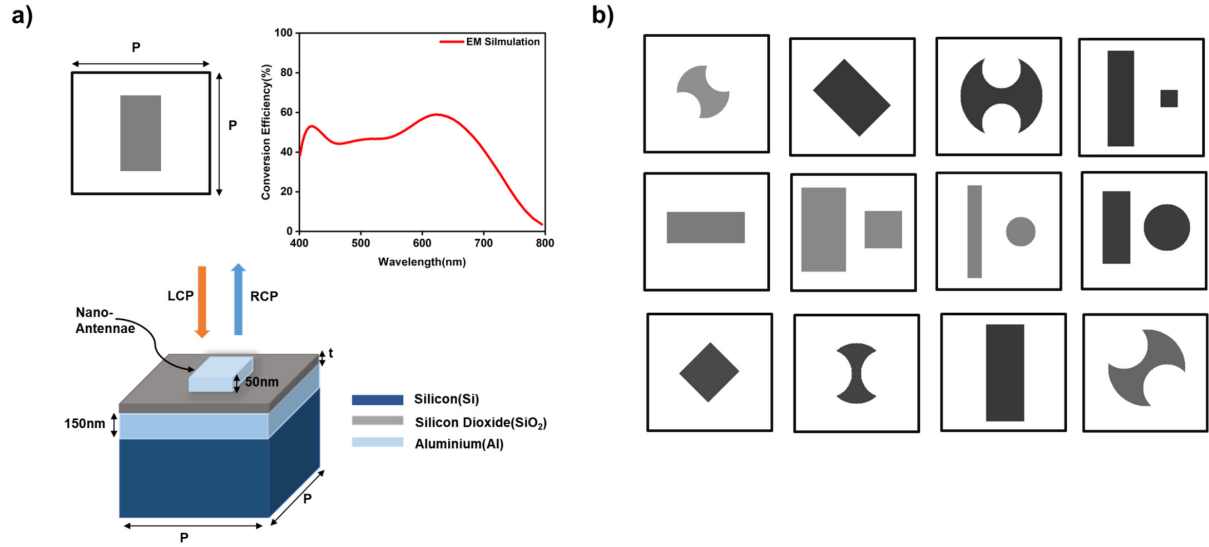 a)
P
P
100
80
60
40
20
0
Conversion Efficiency(%)
EM Silmulation
400
500
600
700
800
Wavelength(nm)
LCP
RCP
Nano-
Antennae
t
50nm
150nm
P
P
Silicon(Si)
Silicon Dioxide(SiO₂)
Aluminium(Al)
b)